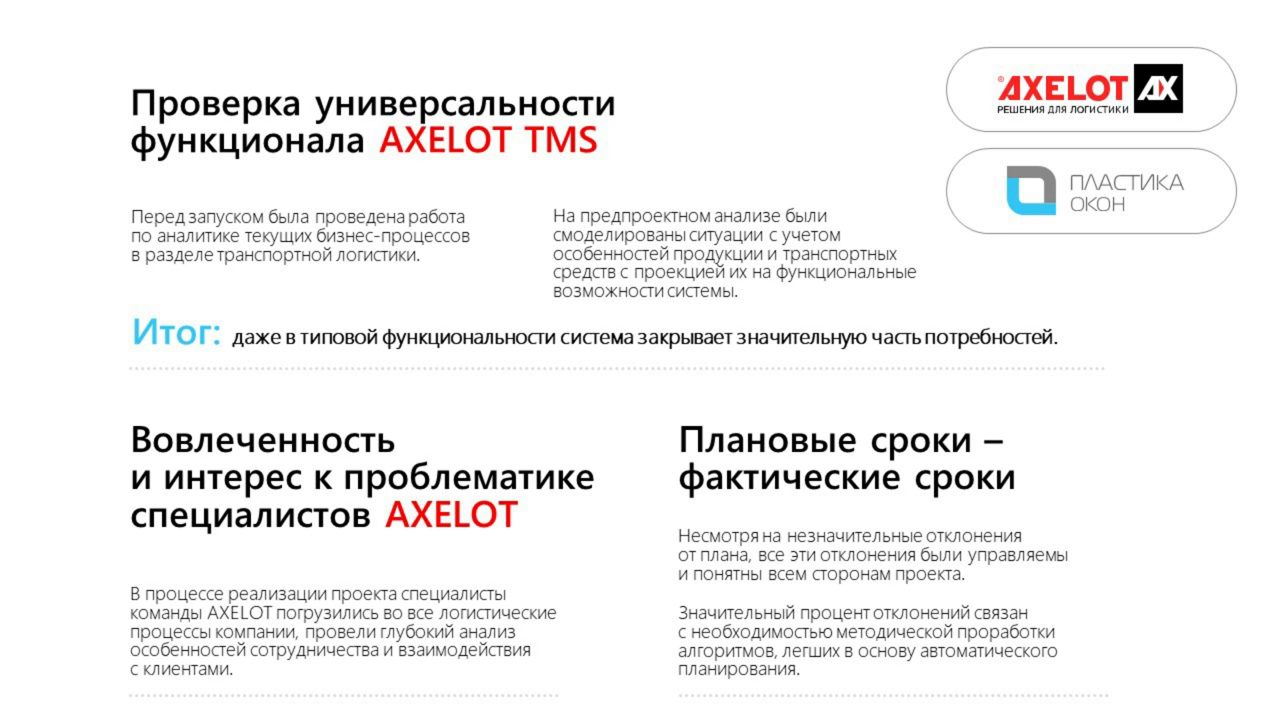 Проверка универсальности
функционала AXELOT TMS
©AXELOT AX
РЕШЕНИЯ ДЛЯ ЛОГИСТИКИ
ПЛАСТИКА
ОКОН
Перед запуском была проведена работа
по аналитике текущих бизнес-процессов
в разделе транспортной логистики.
На предпроектном анализе были
смоделированы ситуации с учетом
особенностей продукции и транспортных
средств с проекцией их на функциональные
возможности системы.
Итог: даже в типовой функциональности система закрывает значительную часть потребностей.
Вовлеченность
и интерес к проблематике
специалистов AXELOT
В процессе реализации проекта специалисты
команды AXELOT погрузились во все логистические
процессы компании, провели глубокий анализ
особенностей сотрудничества и взаимодействия
с клиентами.
Плановые сроки –
фактические сроки
Несмотря на незначительные отклонения
от плана, все эти отклонения были управляемы
и понятны всем сторонам проекта.
Значительный процент отклонений связан
с необходимостью методической проработки
алгоритмов, легших в основу автоматического
планирования.